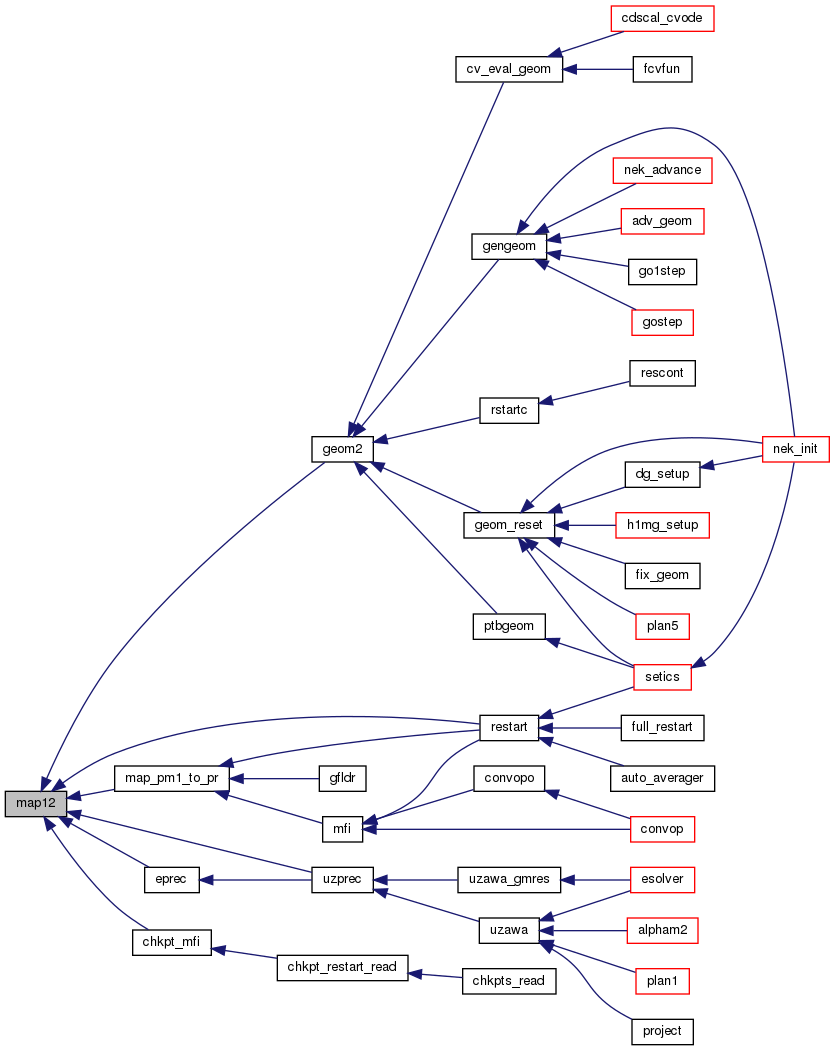 cdscal_cvode
cv_eval_geom
fcvfun
nek_advance
adv_geom
gengeom
go1step
gostep
rescont
rstartc
geom2
nek_init
dg_setup
geom_reset
h1mg_setup
fix_geom
ptbgeom
plan5
setics
restart
full_restart
map_pm1_to_pr
gfldr
convopo
auto_averager
map12
mfi
convop
eprec
uzprec
uzawa_gmres
esolver
uzawa
alpham2
chkpt_mfi
chkpt_restart_read
chkpts_read
plan1
project